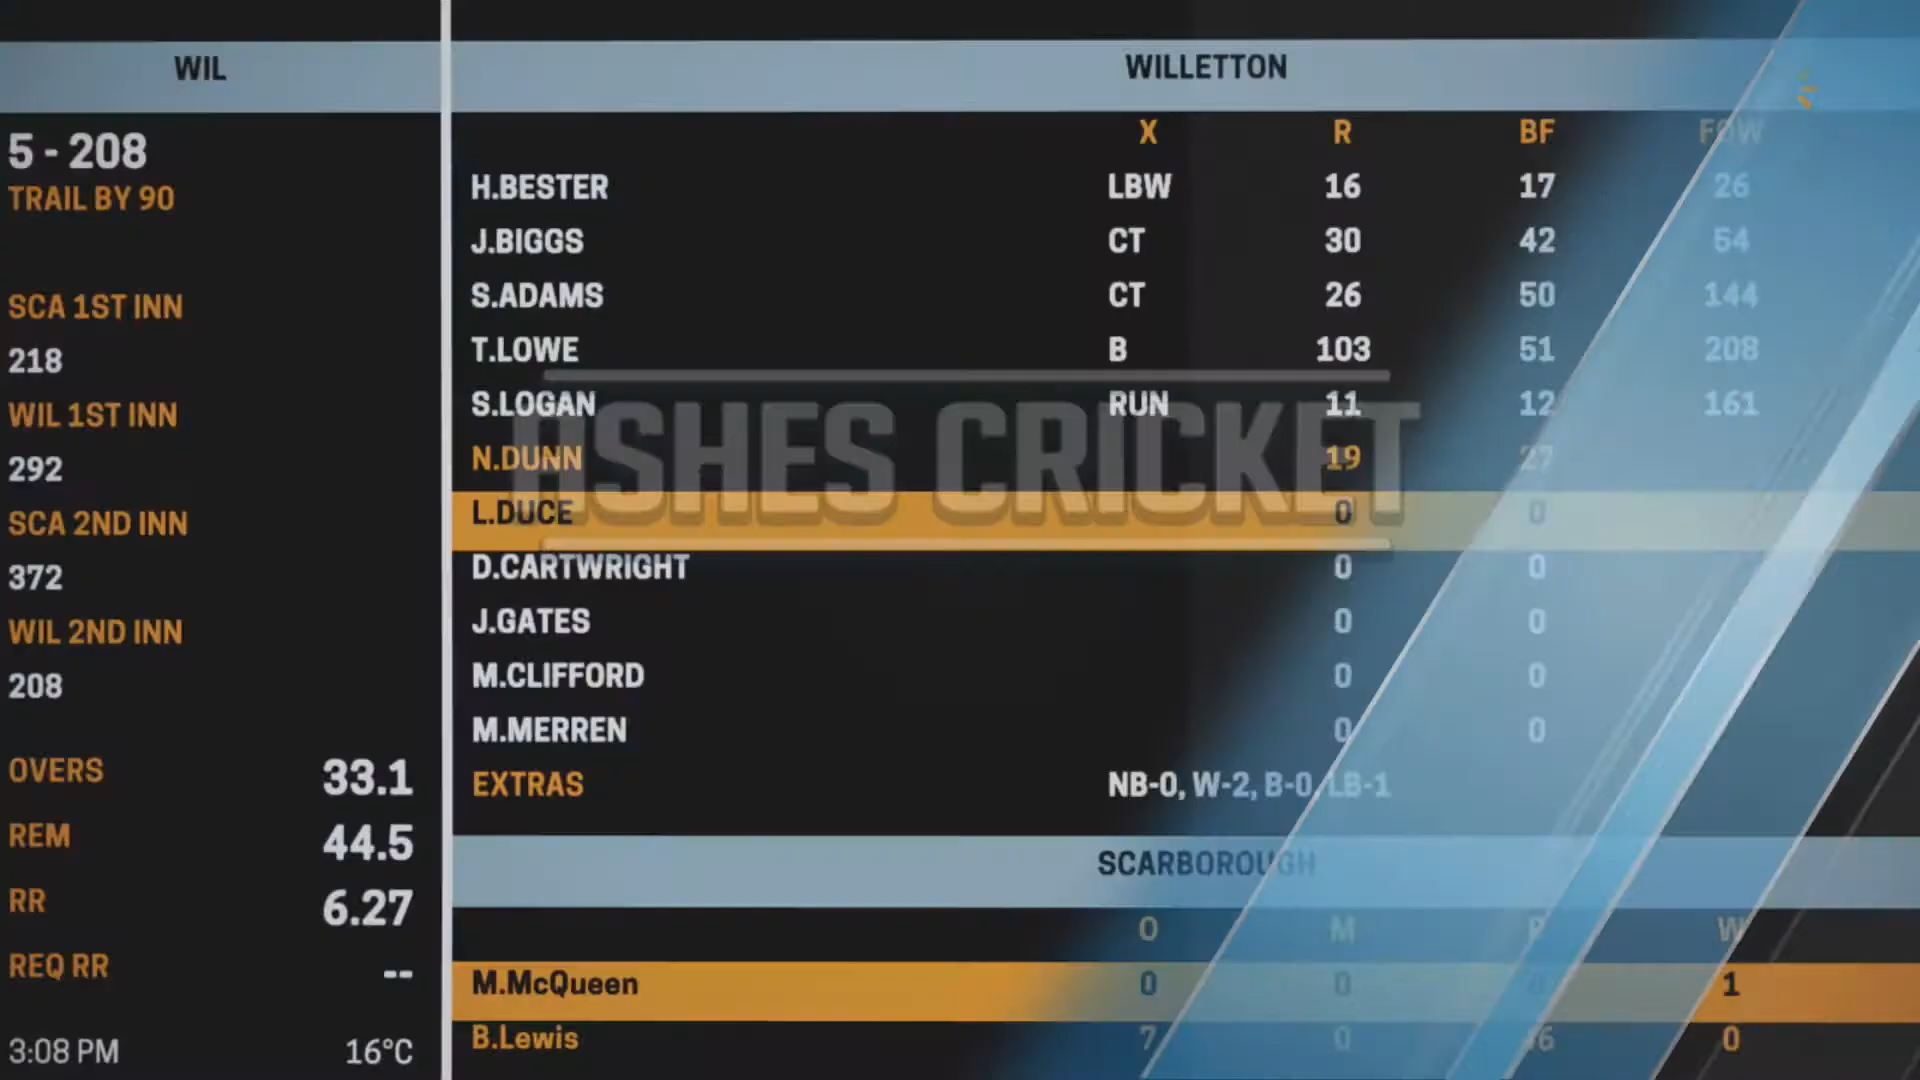 WIL
5 - 208
TRAIL BY 90
SCA 1ST INN
218
WIL 1ST INN
292
SCA 2ND INN
372
WIL 2ND INN
208
OVERS 33.1
REM 44.5
RR 6.27
REQ RR --
3:08 PM 16°C
WILLETTON
X R BF FOW
H.BESTER LBW 16 17 26
J.BIGGS CT 30 42 54
S.ADAMS CT 26 50 144
T.LOWE B 103 51 208
S.LOGAN RUN 11 12 161
N.DUNN 19 27
L.DUCE 0 0
D.CARTWRIGHT 0 0
J.GATES 0 0
M.CLIFFORD 0 0
M.MERREN 0 0
EXTRAS NB-0, W-2, B-0, LB-1
ASHES CRICKET
SCARBOROUGH
O M R W
M.McQueen 0 0 0 1
B.Lewis 7 0 0